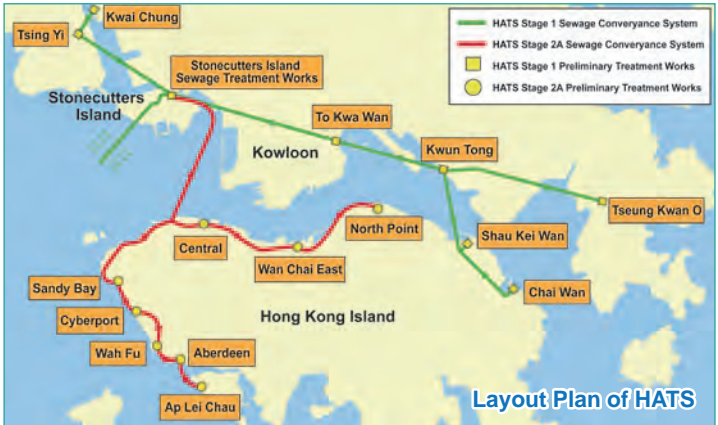 Kwai Chung
Tsing Yi
Stonecutters Island
Sewage Treatment Works
Stonecutters
Island
HATS Stage 1 Sewage Converyance System
HATS Stage 2A Sewage Converyance System
HATS Stage 1 Preliminary Treatment Works
HATS Stage 2A Preliminary Treatment Works
To Kwa Wan
Kowloon
Kwun Tong
Tseung Kwan O
North Point
Central
Shau Kei Wan
Wan Chai East
Sandy Bay
Chai Wan
Cyberport
Hong Kong Island
Wah Fu
Aberdeen
Ap Lei Chau
Layout Plan of HATS